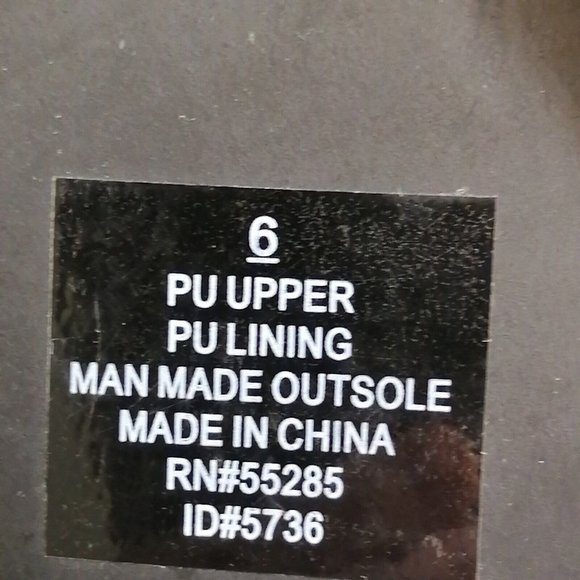 6
PU UPPER
PU LINING
MAN MADE OUTSOLE
MADE IN CHINA
RN#55285
ID#5736